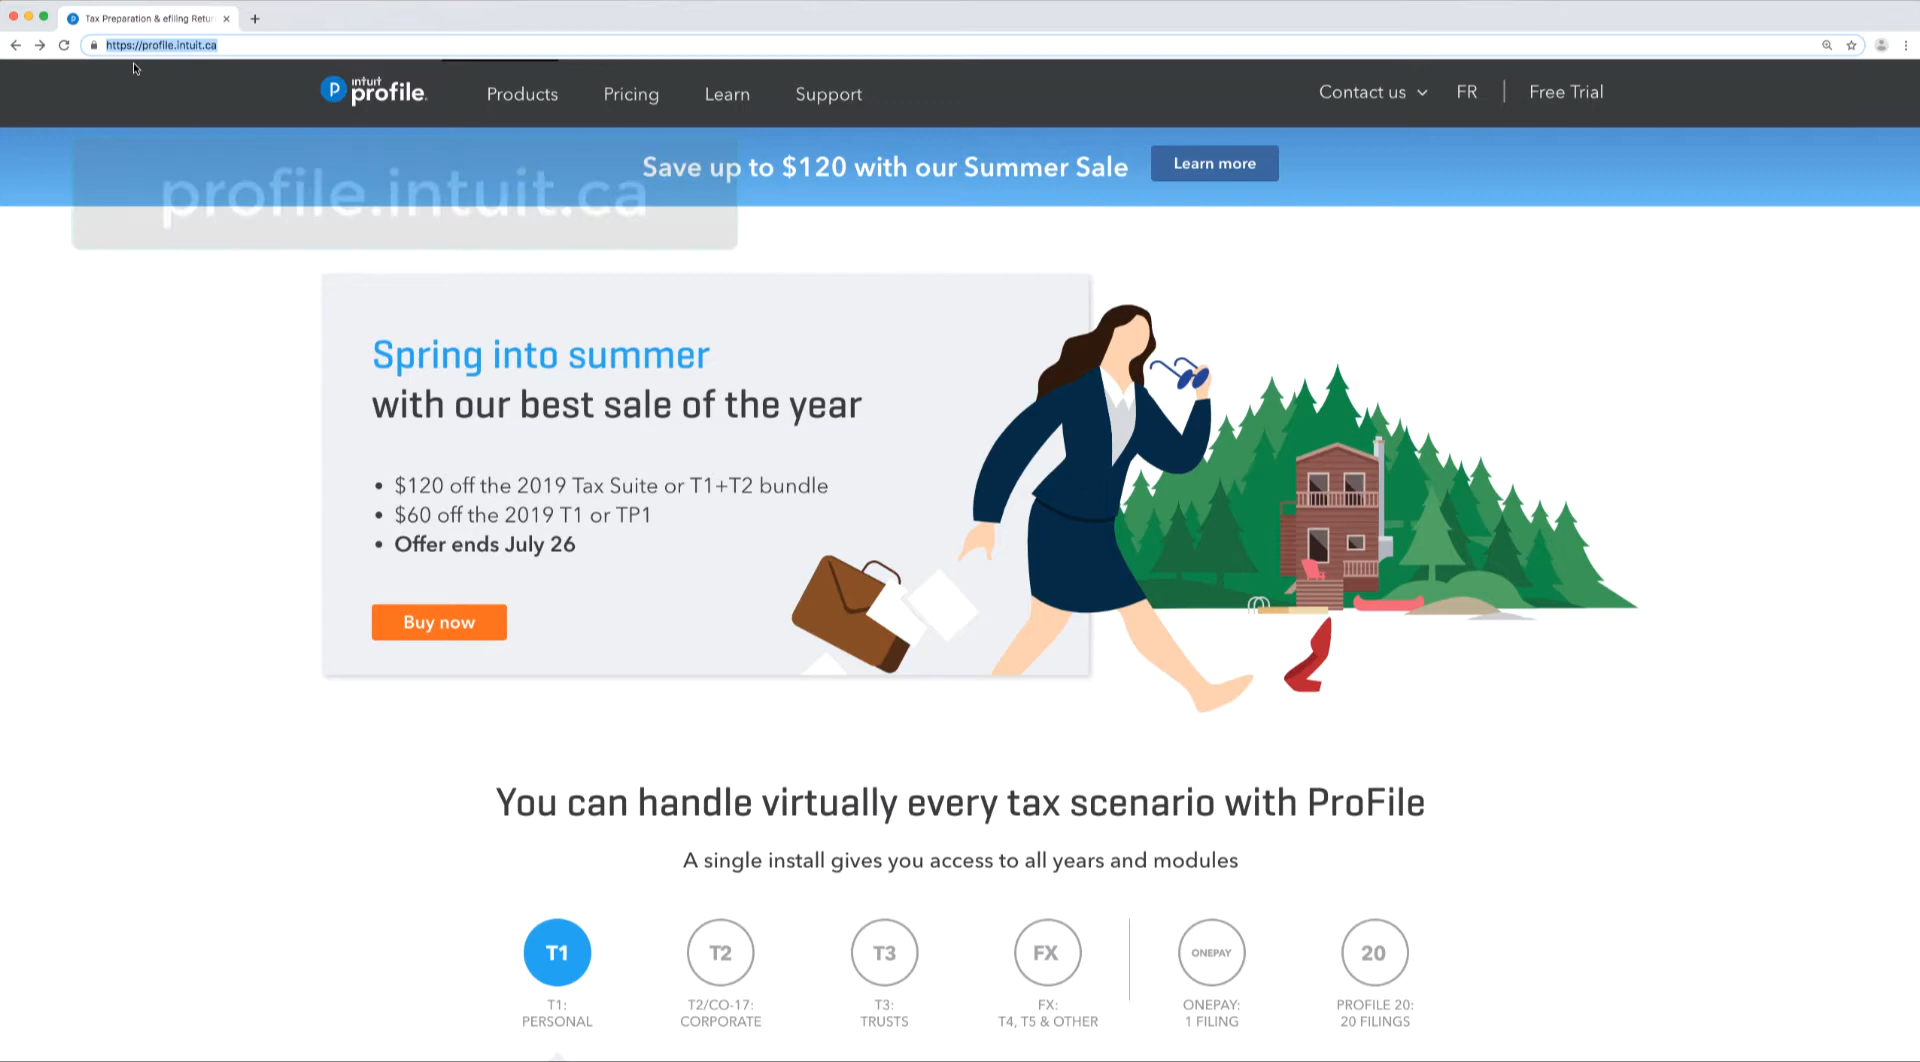 Tax Preparation & efiling Retur
https://profile.intuit.ca
P intuit profile.
Products
Pricing
Learn
Support
Contact us
FR
Free Trial
Save up to $120 with our Summer Sale
Learn more
profile.intuit.ca
Spring into summer
with our best sale of the year
• $120 off the 2019 Tax Suite or T1+T2 bundle
• $60 off the 2019 T1 or TP1
• Offer ends July 26
Buy now
You can handle virtually every tax scenario with ProFile
A single install gives you access to all years and modules
T1
T2
T3
FX
ONEPAY
20
T1:
PERSONAL
T2/CO-17:
CORPORATE
T3:
TRUSTS
FX:
T4, T5 & OTHER
ONEPAY:
1 FILING
PROFILE 20:
20 FILINGS